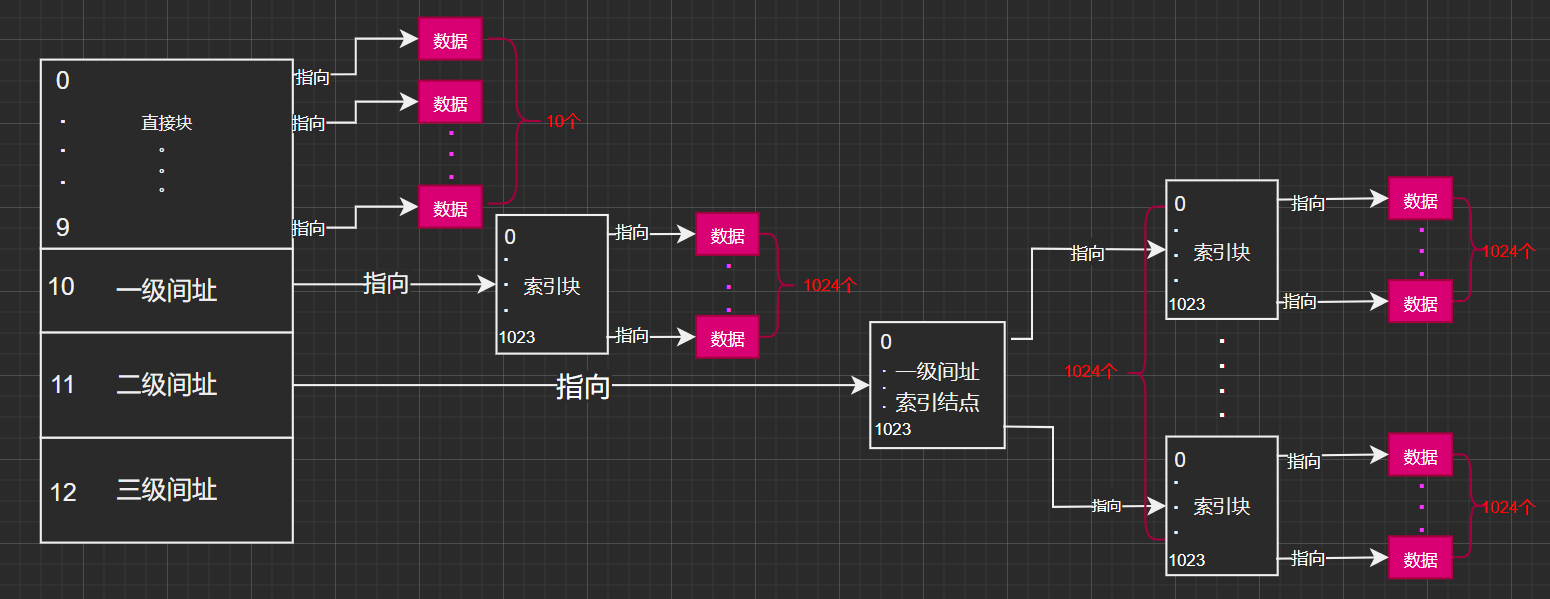 0
直接块
9
10 一级间址
11 二级间址
12 三级间址
指向
指向
指向
数据
数据
数据
10个
指向
0
索引块
1023
指向
指向
数据
数据
1024个
指向
0
一级间址
索引结点
1023
指向
指向
1024个
0
索引块
1023
指向
指向
数据
数据
1024个
0
索引块
1023
指向
指向
数据
数据
1024个